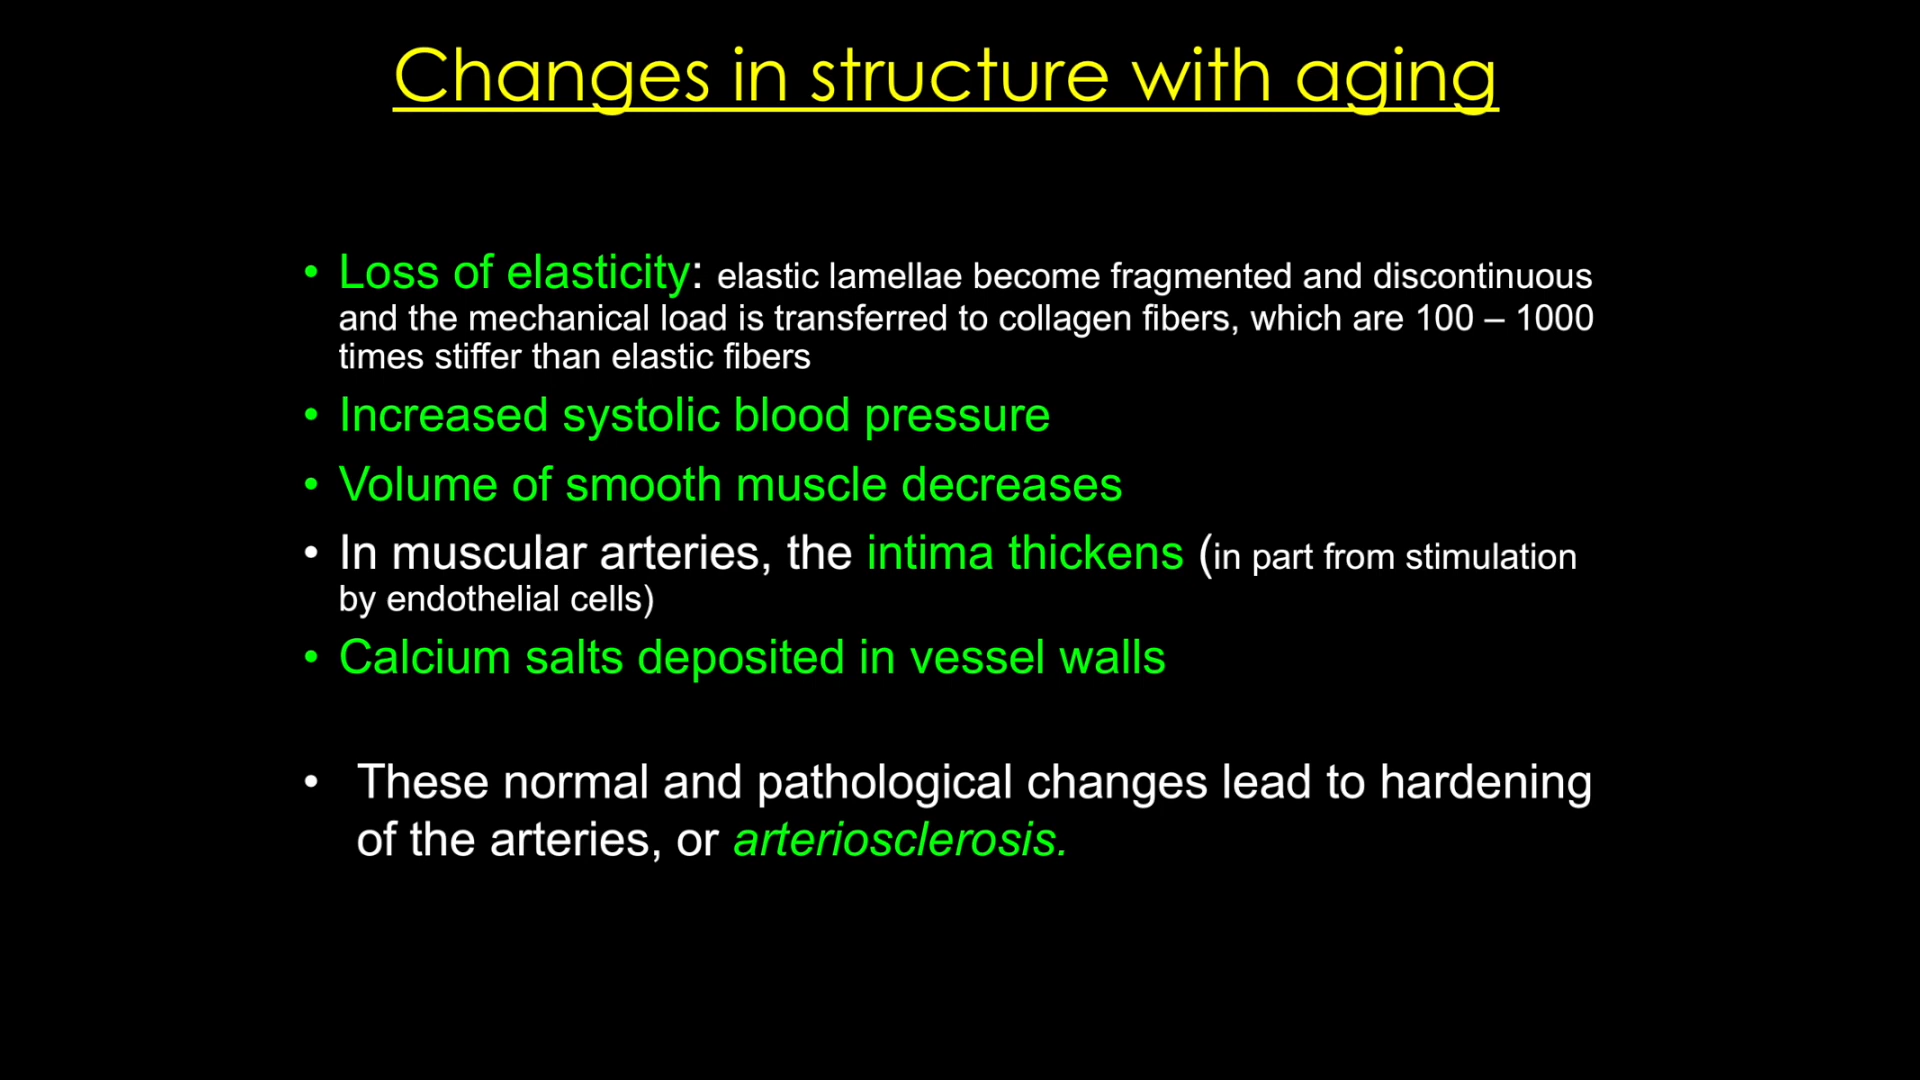 Changes in structure with aging
• Loss of elasticity: elastic lamellae become fragmented and discontinuous
and the mechanical load is transferred to collagen fibers, which are 100 – 1000
times stiffer than elastic fibers
• Increased systolic blood pressure
• Volume of smooth muscle decreases
• In muscular arteries, the intima thickens (in part from stimulation
by endothelial cells)
• Calcium salts deposited in vessel walls
• These normal and pathological changes lead to hardening
of the arteries, or arteriosclerosis.